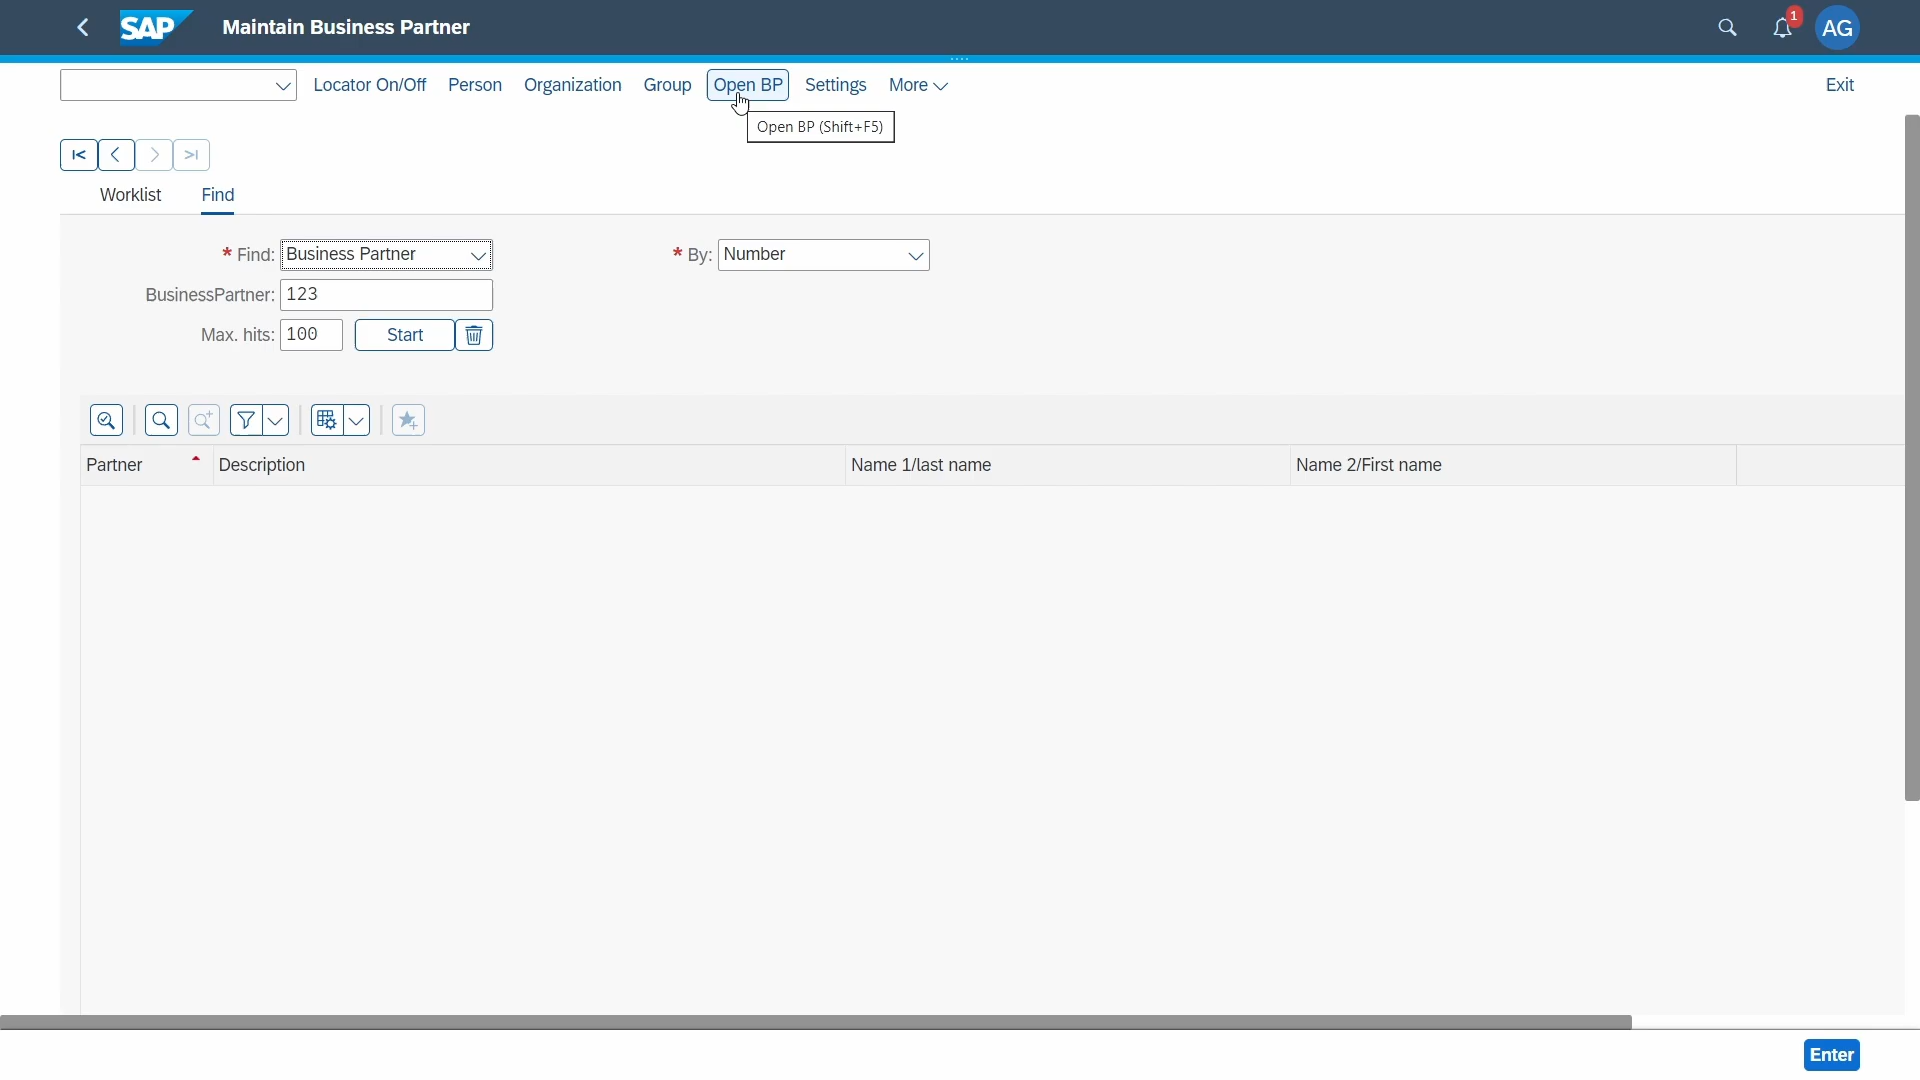 SAP Maintain Business Partner 1 AG
Locator On/Off Person Organization Group Open BP Settings More Exit
Open BP (Shift+F5)
Worklist Find
* Find: Business Partner * By: Number
BusinessPartner: 123
Max. hits: 100 Start
Partner Description Name 1/last name Name 2/First name
Enter